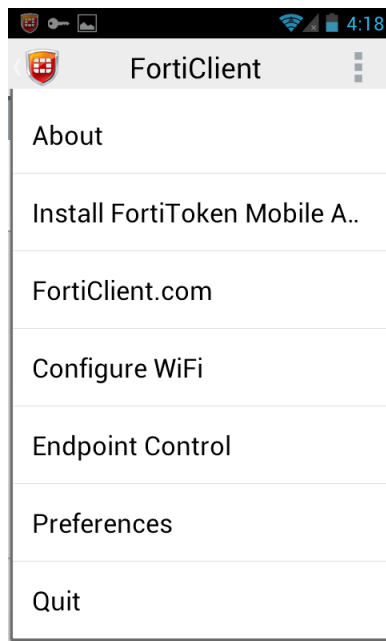 4:18
FortiClient
About
Install FortiToken Mobile A..
FortiClient.com
Configure WiFi
Endpoint Control
Preferences
Quit